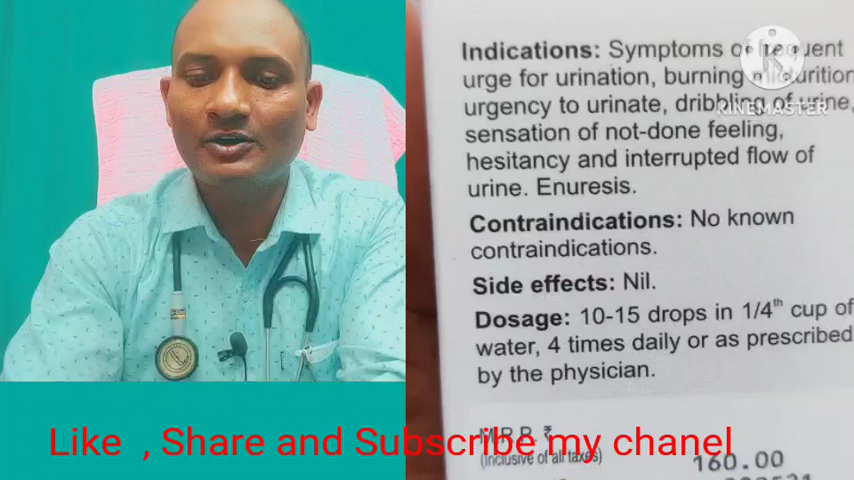 Indications: Symptoms of frequent
urge for urination, burning micturition
urgency to urinate, dribbling of urine,
sensation of not-done feeling,
hesitancy and interrupted flow of
urine. Enuresis.
Contraindications: No known
contraindications.
Side effects: Nil.
Dosage: 10-15 drops in 1/4th cup of
water, 4 times daily or as prescribed
by the physician.
M.R.P. ₹
(inclusive of all taxes)
160.00
KINEMASTER
Like , Share and Subscribe my chanel